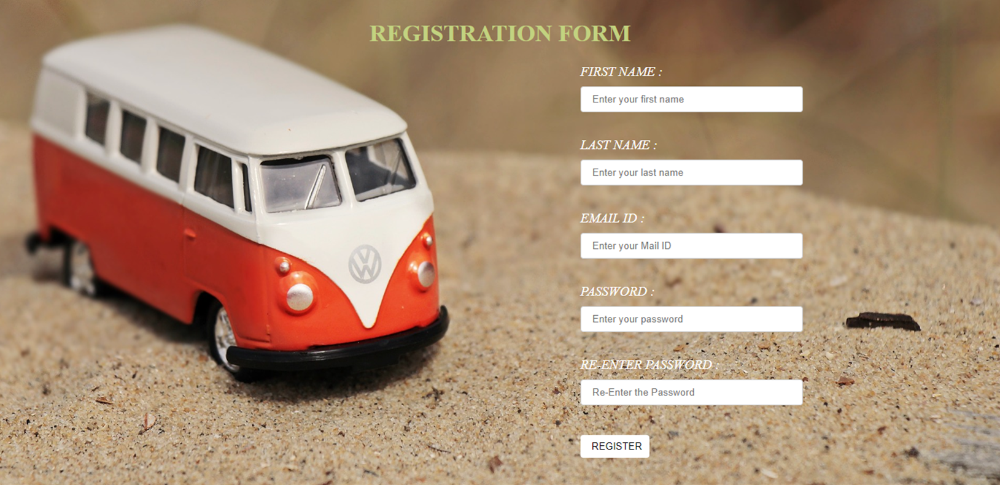 REGISTRATION FORM
FIRST NAME :
Enter your first name
LAST NAME :
Enter your last name
EMAIL ID :
Enter your Mail ID
PASSWORD :
Enter your password
RE-ENTER PASSWORD :
Re-Enter the Password
REGISTER
VW